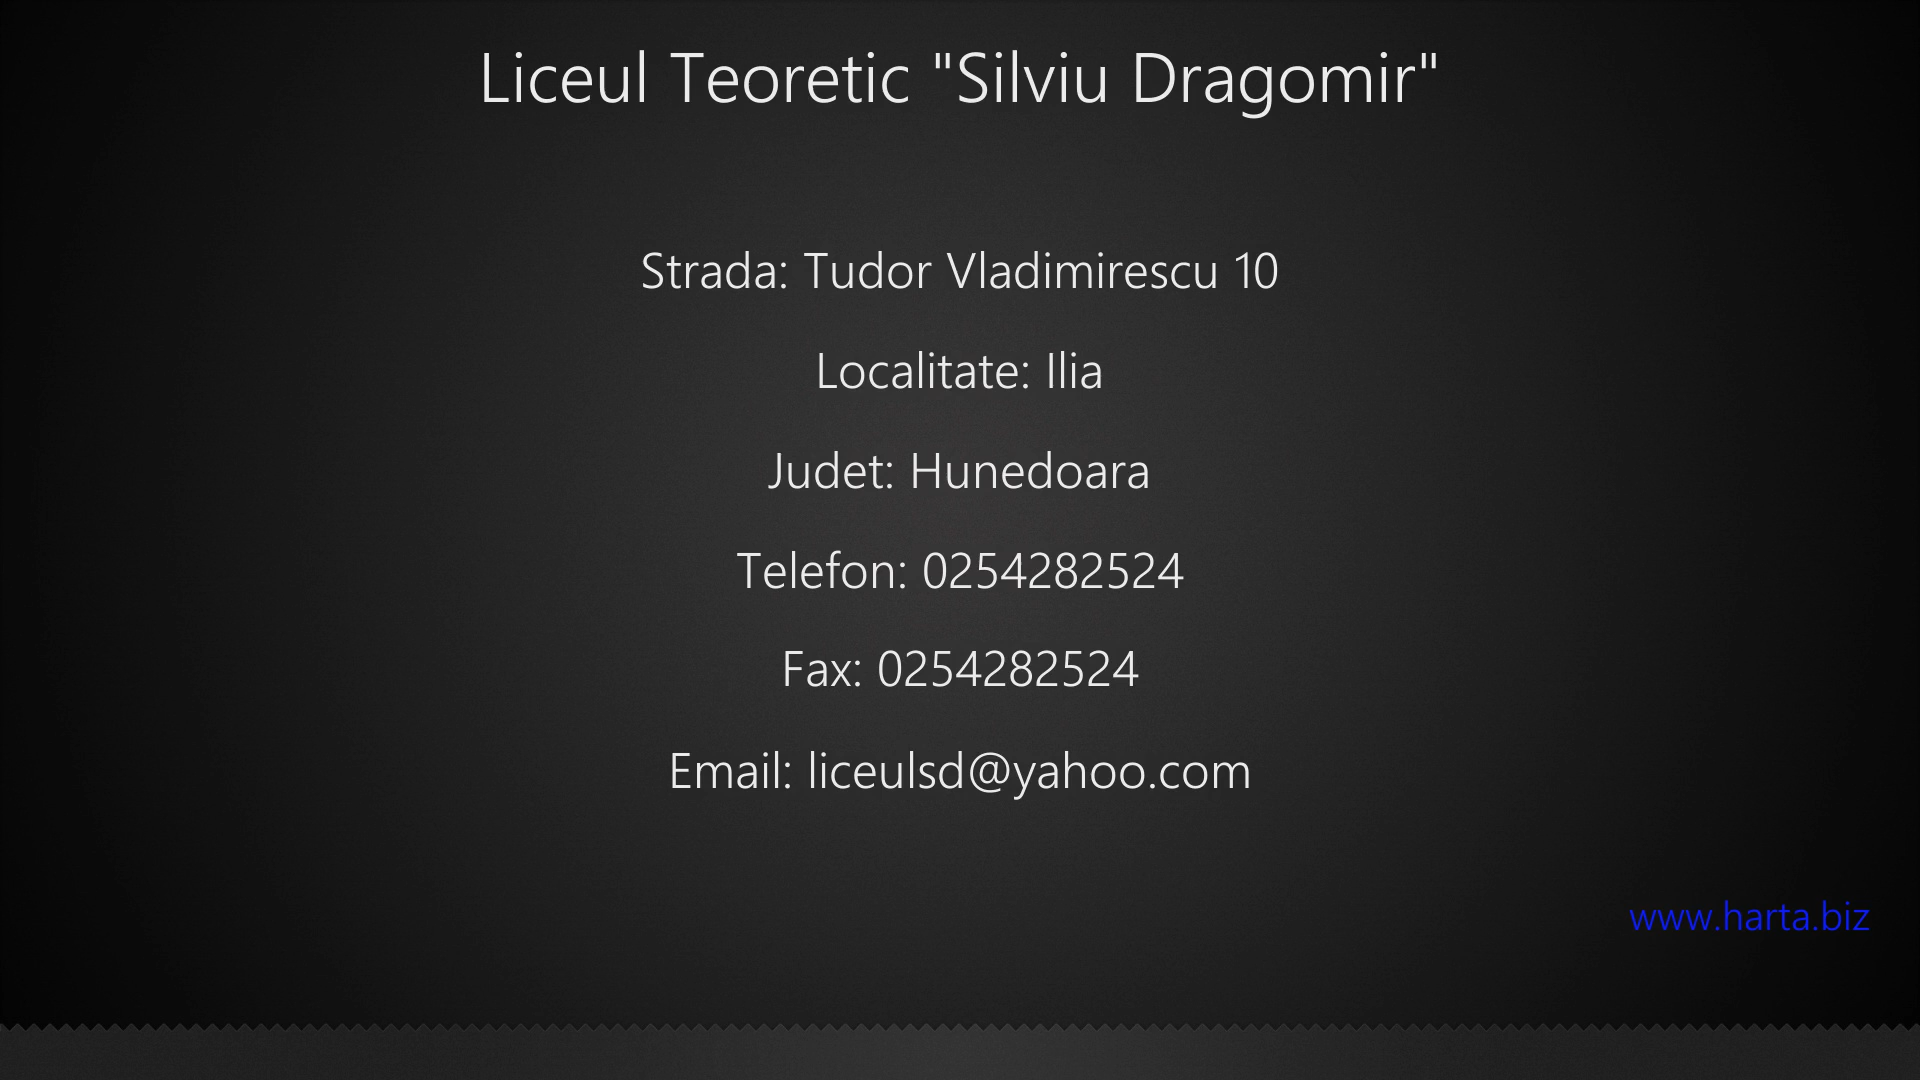 Liceul Teoretic "Silviu Dragomir"
Strada: Tudor Vladimirescu 10
Localitate: Ilia
Judet: Hunedoara
Telefon: 0254282524
Fax: 0254282524
Email: liceulsd@yahoo.com
www.harta.biz